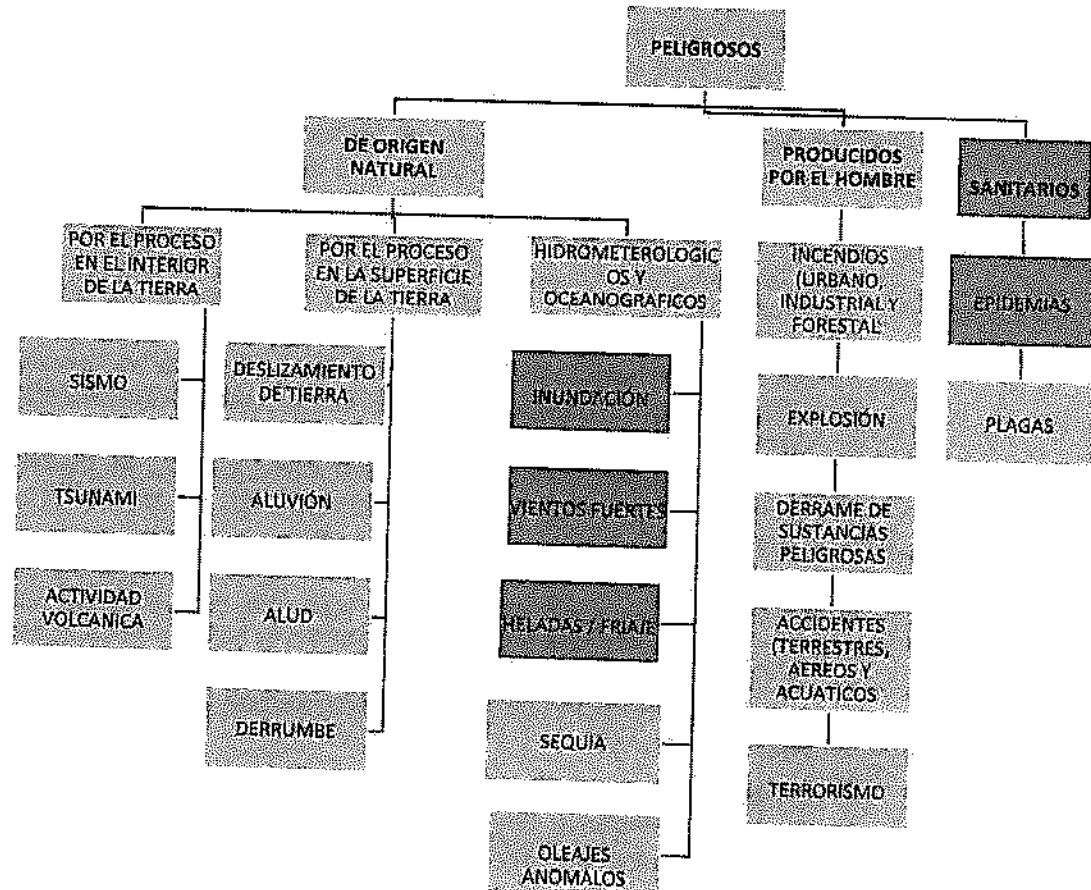 PELIGROSOS
DE ORIGEN
NATURAL
PRODUCIDOS
POR EL HOMBRE
SANITARIOS
POR EL PROCESO
EN EL INTERIOR
DE LA TIERRA
POR EL PROCESO
EN LA SUPERFICIE
DE LA TIERRA
HIDROMETEROLOGIC
OS Y
OCEANOGRAFICOS
INCENDIOS
(URBANO,
INDUSTRIAL Y
FORESTAL
EPIDEMIAS
SISMO
DESLIZAMIENTO
DE TIERRA
INUNDACIÓN
EXPLOSIÓN
PLAGAS
TSUNAMI
ALUVIÓN
VIENTOS FUERTES
DERRAME DE
SUSTANCIAS
PELIGROSAS
ACTIVIDAD
VOLCANICA
ALUD
HELADAS / FRIAJE
ACCIDENTES
(TERRESTRES,
AEREOS Y
ACUATICOS
DERRUMBE
SEQUÍA
TERRORISMO
OLEAJES
ANOMALOS